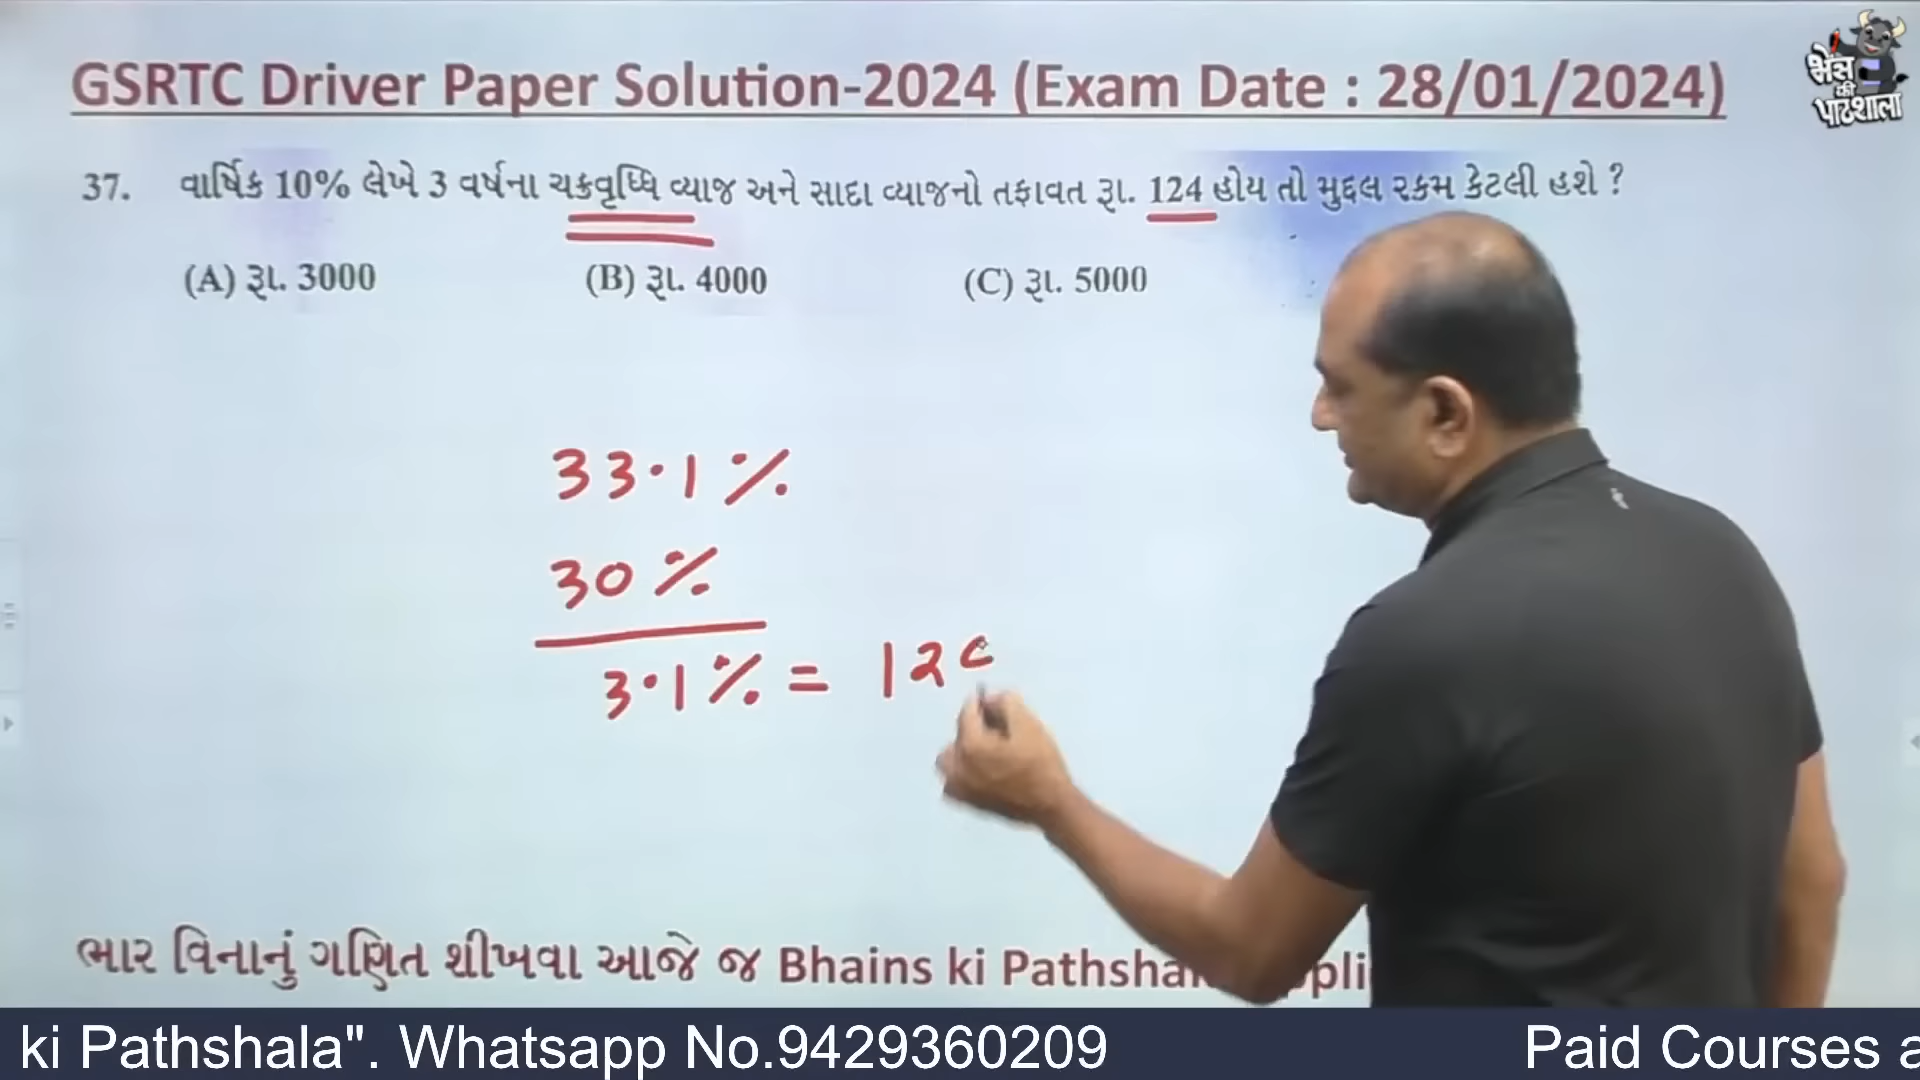 भैंस
की
पाठशाला
GSRTC Driver Paper Solution-2024 (Exam Date : 28/01/2024)
37. વાર્ષિક 10% લેખે 3 વર્ષના ચક્રવૃધ્ધિ વ્યાજ અને સાદા વ્યાજનો તફાવત રૂા. 124 હોય તો મુદ્દલ રકમ કેટલી હશે ?
(A) રૂા. 3000 (B) રૂા. 4000 (C) રૂા. 5000
33.1%
30%
3.1% = 12
ભાર વિનાનું ગણિત શીખવા આજે જ Bhains ki
ki Pathshala". Whatsapp No.9429360209 Paid Courses